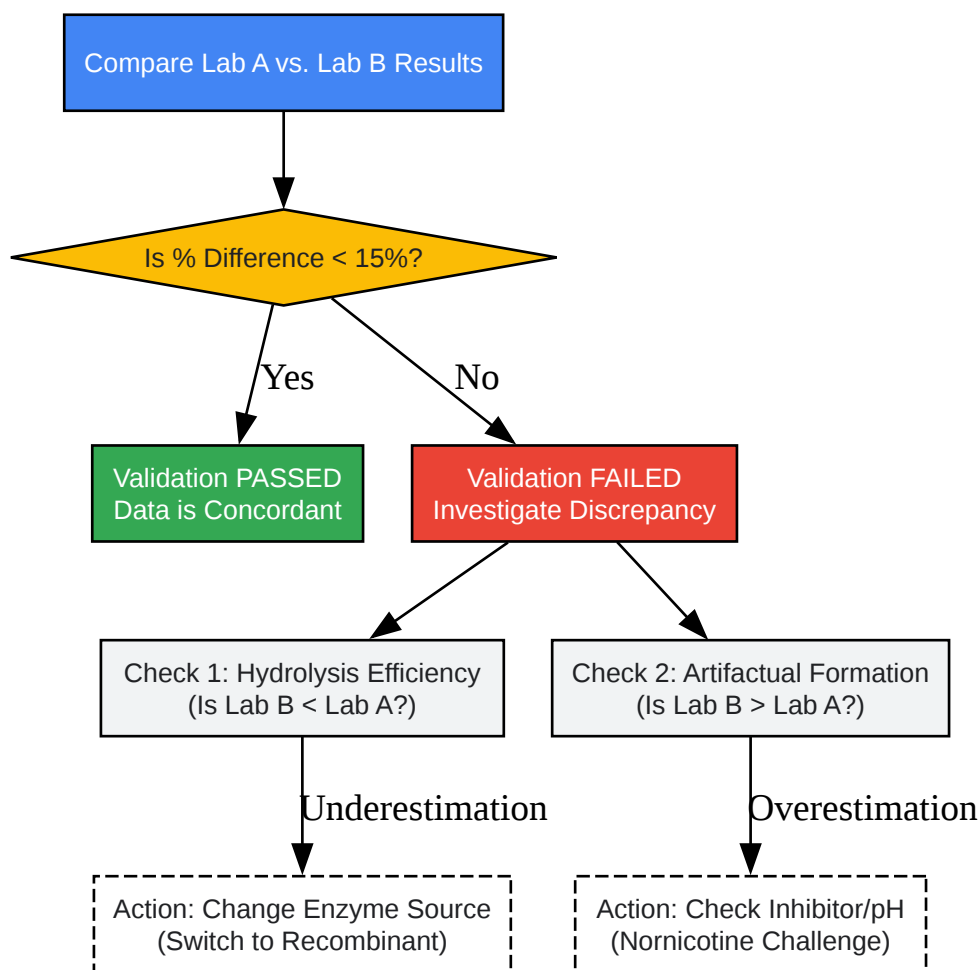 Compare Lab A vs. Lab B Results
Is % Difference < 15%?
Yes
No
Validation PASSED
Data is Concordant
Validation FAILED
Investigate Discrepancy
Check 1: Hydrolysis Efficiency
(Is Lab B < Lab A?)
Check 2: Artifactual Formation
(Is Lab B > Lab A?)
Underestimation
Overestimation
Action: Change Enzyme Source
(Switch to Recombinant)
Action: Check Inhibitor/pH
(Nornicotine Challenge)